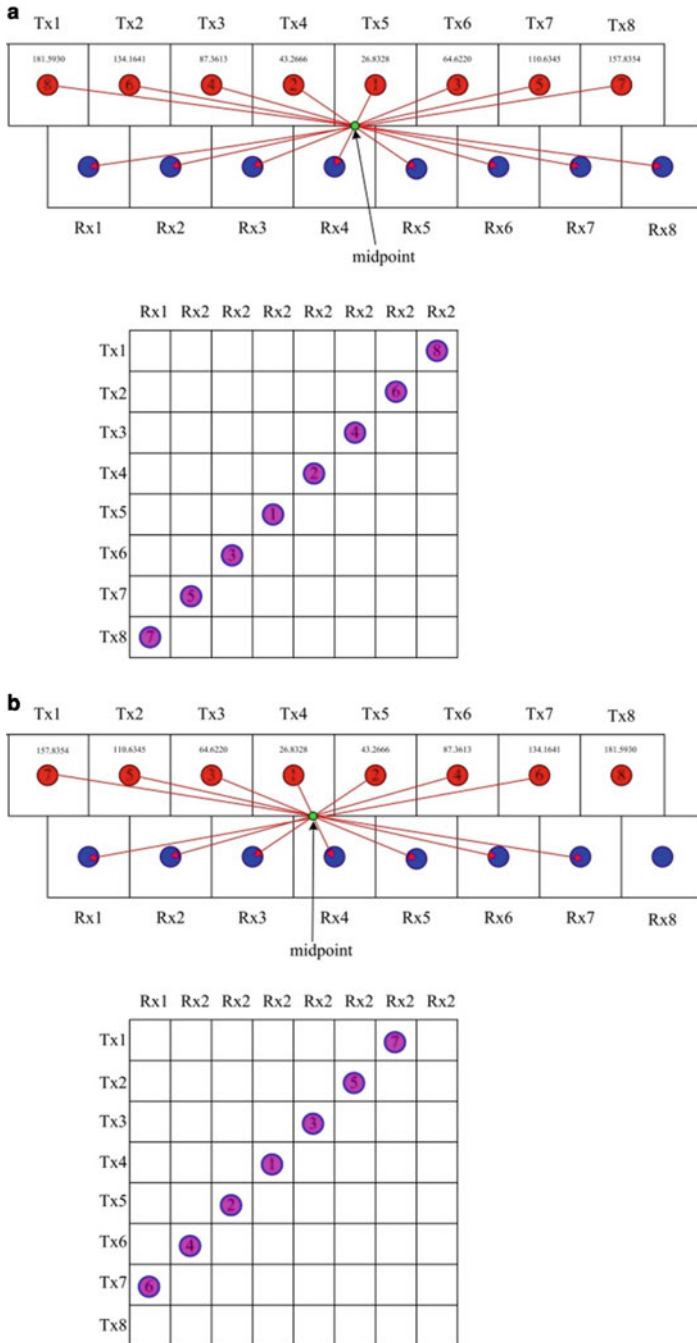 a
Tx1 Tx2 Tx3 Tx4 Tx5 Tx6 Tx7 Tx8
181.5930 134.1641 87.3613 43.2666 26.8328 64.6220 110.6345 157.8354
8 6 4 2 1 3 5 7
Rx1 Rx2 Rx3 Rx4 Rx5 Rx6 Rx7 Rx8
midpoint
Rx1 Rx2 Rx2 Rx2 Rx2 Rx2 Rx2 Rx2
Tx1 8
Tx2 6
Tx3 4
Tx4 2
Tx5 1
Tx6 3
Tx7 5
Tx8 7
b
Tx1 Tx2 Tx3 Tx4 Tx5 Tx6 Tx7 Tx8
157.8354 110.6345 64.6220 26.8328 43.2666 87.3613 134.1641 181.5930
7 5 3 1 2 4 6 8
Rx1 Rx2 Rx3 Rx4 Rx5 Rx6 Rx7 Rx8
midpoint
Rx1 Rx2 Rx2 Rx2 Rx2 Rx2 Rx2 Rx2
Tx1 7
Tx2 5
Tx3 3
Tx4 1
Tx5 2
Tx6 4
Tx7 6
Tx8